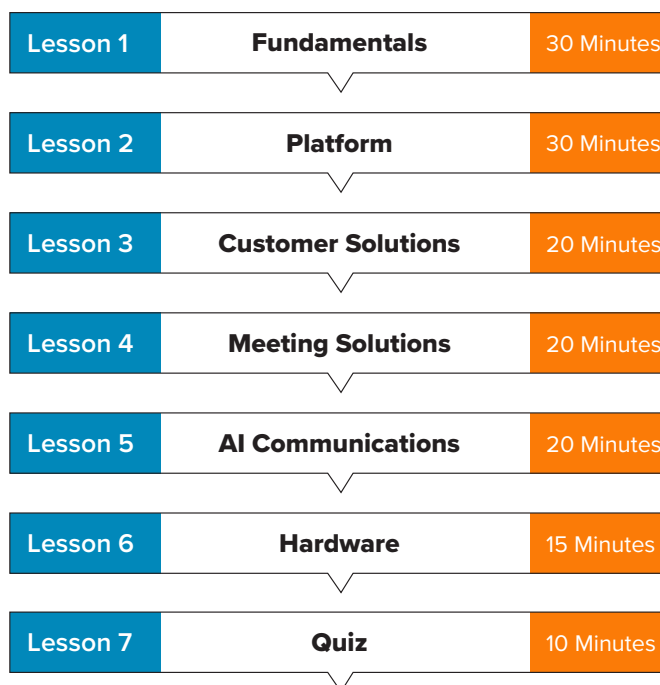 Lesson 1 Fundamentals 30 Minutes
Lesson 2 Platform 30 Minutes
Lesson 3 Customer Solutions 20 Minutes
Lesson 4 Meeting Solutions 20 Minutes
Lesson 5 AI Communications 20 Minutes
Lesson 6 Hardware 15 Minutes
Lesson 7 Quiz 10 Minutes